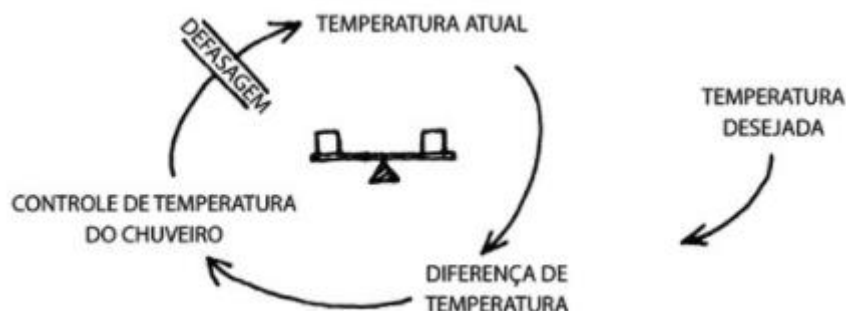 DEFASAGEM
TEMPERATURA ATUAL
TEMPERATURA
DESEJADA
CONTROLE DE TEMPERATURA
DO CHUVEIRO
DIFERENÇA DE
TEMPERATURA